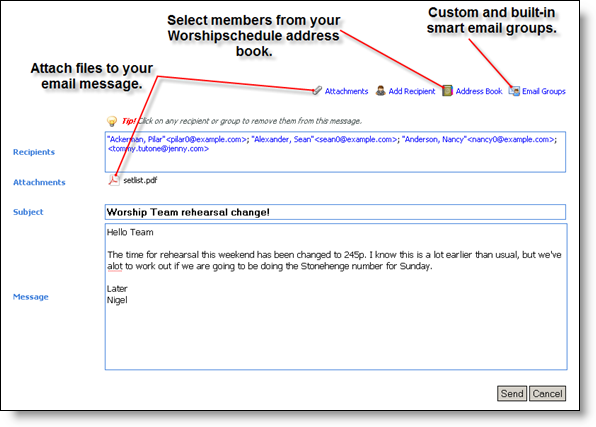 Custom and built-in
smart email groups.
Select members from your
Worshipschedule address
book.
Attach files to your
email message.
Attachments Add Recipient Address Book Email Groups
Tip! Click on any recipient or group to remove them from this message.
Recipients
"Ackerman, Pilar"<pilar0@example.com>; "Alexander, Sean"<sean0@example.com>; "Anderson, Nancy"<nancy0@example.com>;
<tommy.tutone@jenny.com>
Attachments setlist.pdf
Subject Worship Team rehearsal change!
Message
Hello Team
The time for rehearsal this weekend has been changed to 245p. I know this is a lot earlier than usual, but we've
alot to work out if we are going to be doing the Stonehenge number for Sunday.
Later
Nigel
Send Cancel